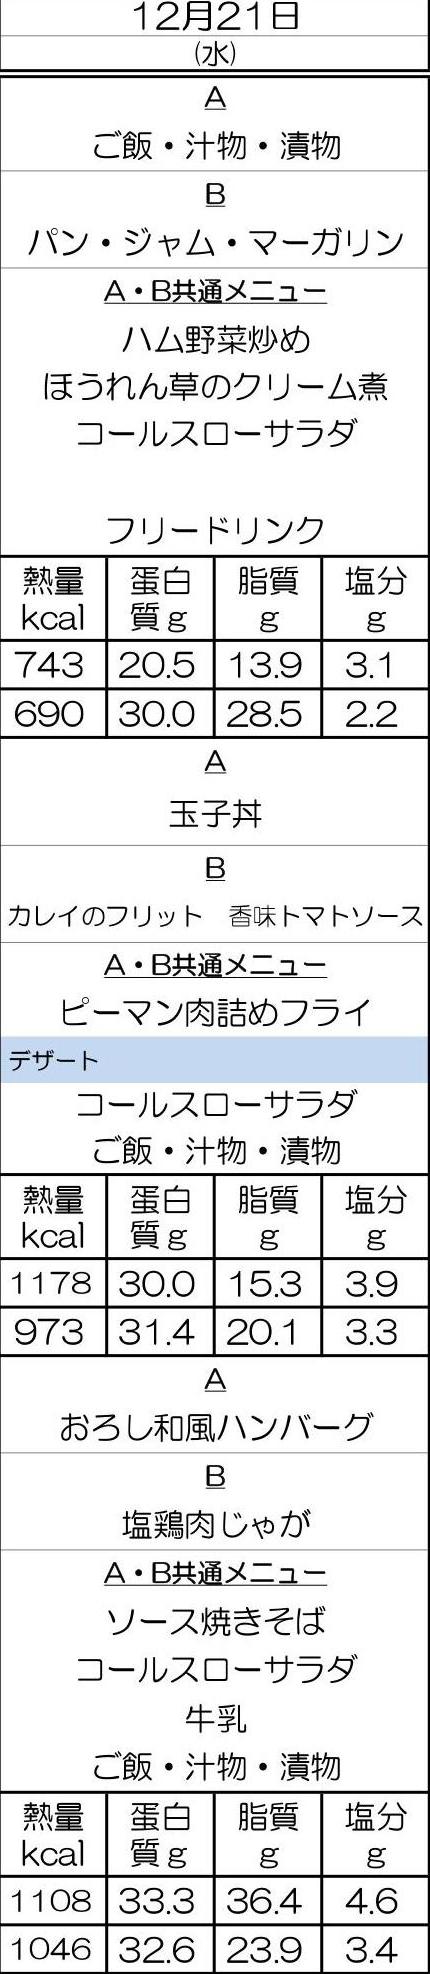 12月21日
(水)
A
ご飯・汁物・漬物
B
パン・ジャム・マーガリン
A・B共通メニュー
ハム野菜炒め
ほうれん草のクリーム煮
コールスローサラダ
フリードリンク
熱量 蛋白 脂質 塩分
kcal 質g g g
743 20.5 13.9 3.1
690 30.0 28.5 2.2
A
玉子丼
B
カレイのフリット　香味トマトソース
A・B共通メニュー
ピーマン肉詰めフライ
デザート
コールスローサラダ
ご飯・汁物・漬物
熱量 蛋白 脂質 塩分
kcal 質g g g
1178 30.0 15.3 3.9
973 31.4 20.1 3.3
A
おろし和風ハンバーグ
B
塩鶏肉じゃが
A・B共通メニュー
ソース焼きそば
コールスローサラダ
牛乳
ご飯・汁物・漬物
熱量 蛋白 脂質 塩分
kcal 質g g g
1108 33.3 36.4 4.6
1046 32.6 23.9 3.4